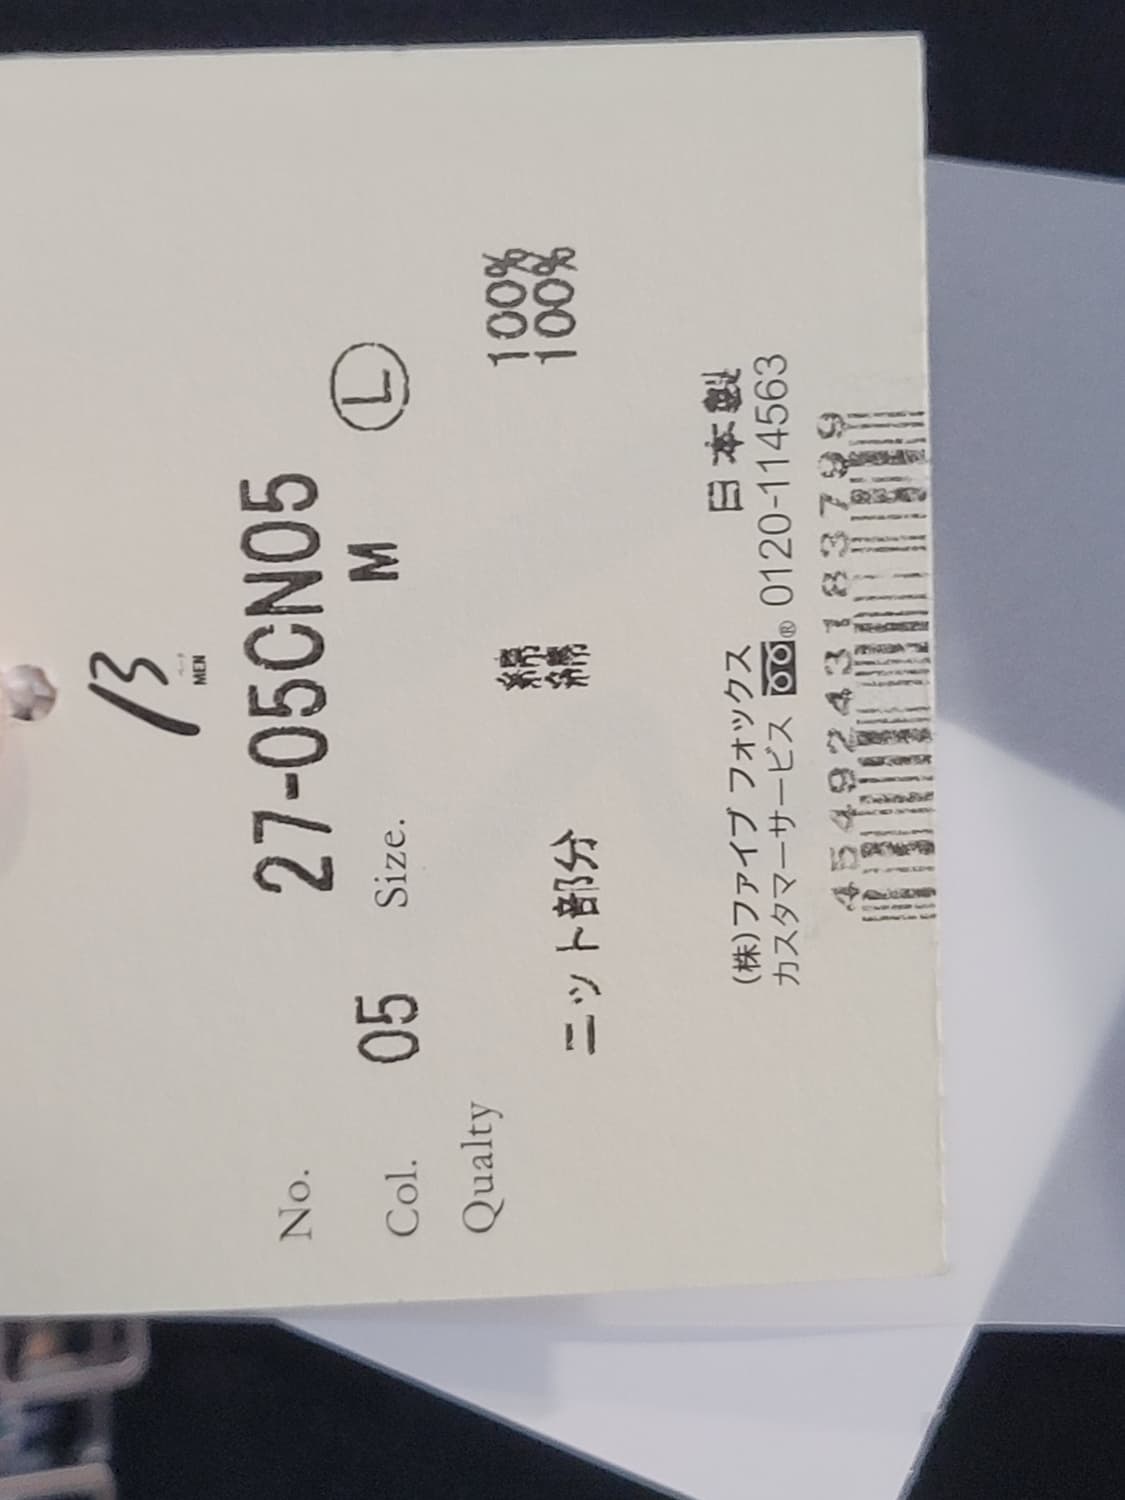 13
MEN
No. 27-05CN05
Col. 05 Size. M L
Qualty 綿 100%
ニット部分 綿 100%
日本製
(株)ファイブ フォックス
カスタマーサービス 0120-114563
4549243183799